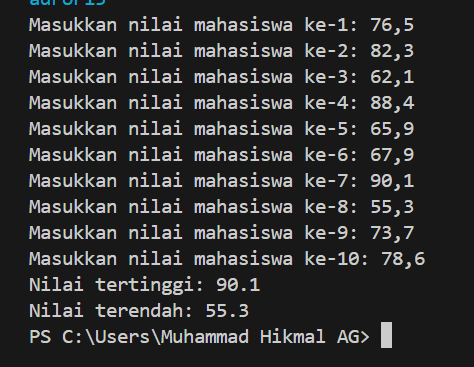 Masukkan nilai mahasiswa ke-1: 76,5
Masukkan nilai mahasiswa ke-2: 82,3
Masukkan nilai mahasiswa ke-3: 62,1
Masukkan nilai mahasiswa ke-4: 88,4
Masukkan nilai mahasiswa ke-5: 65,9
Masukkan nilai mahasiswa ke-6: 67,9
Masukkan nilai mahasiswa ke-7: 90,1
Masukkan nilai mahasiswa ke-8: 55,3
Masukkan nilai mahasiswa ke-9: 73,7
Masukkan nilai mahasiswa ke-10: 78,6
Nilai tertinggi: 90.1
Nilai terendah: 55.3
PS C:\Users\Muhammad Hikmal AG>